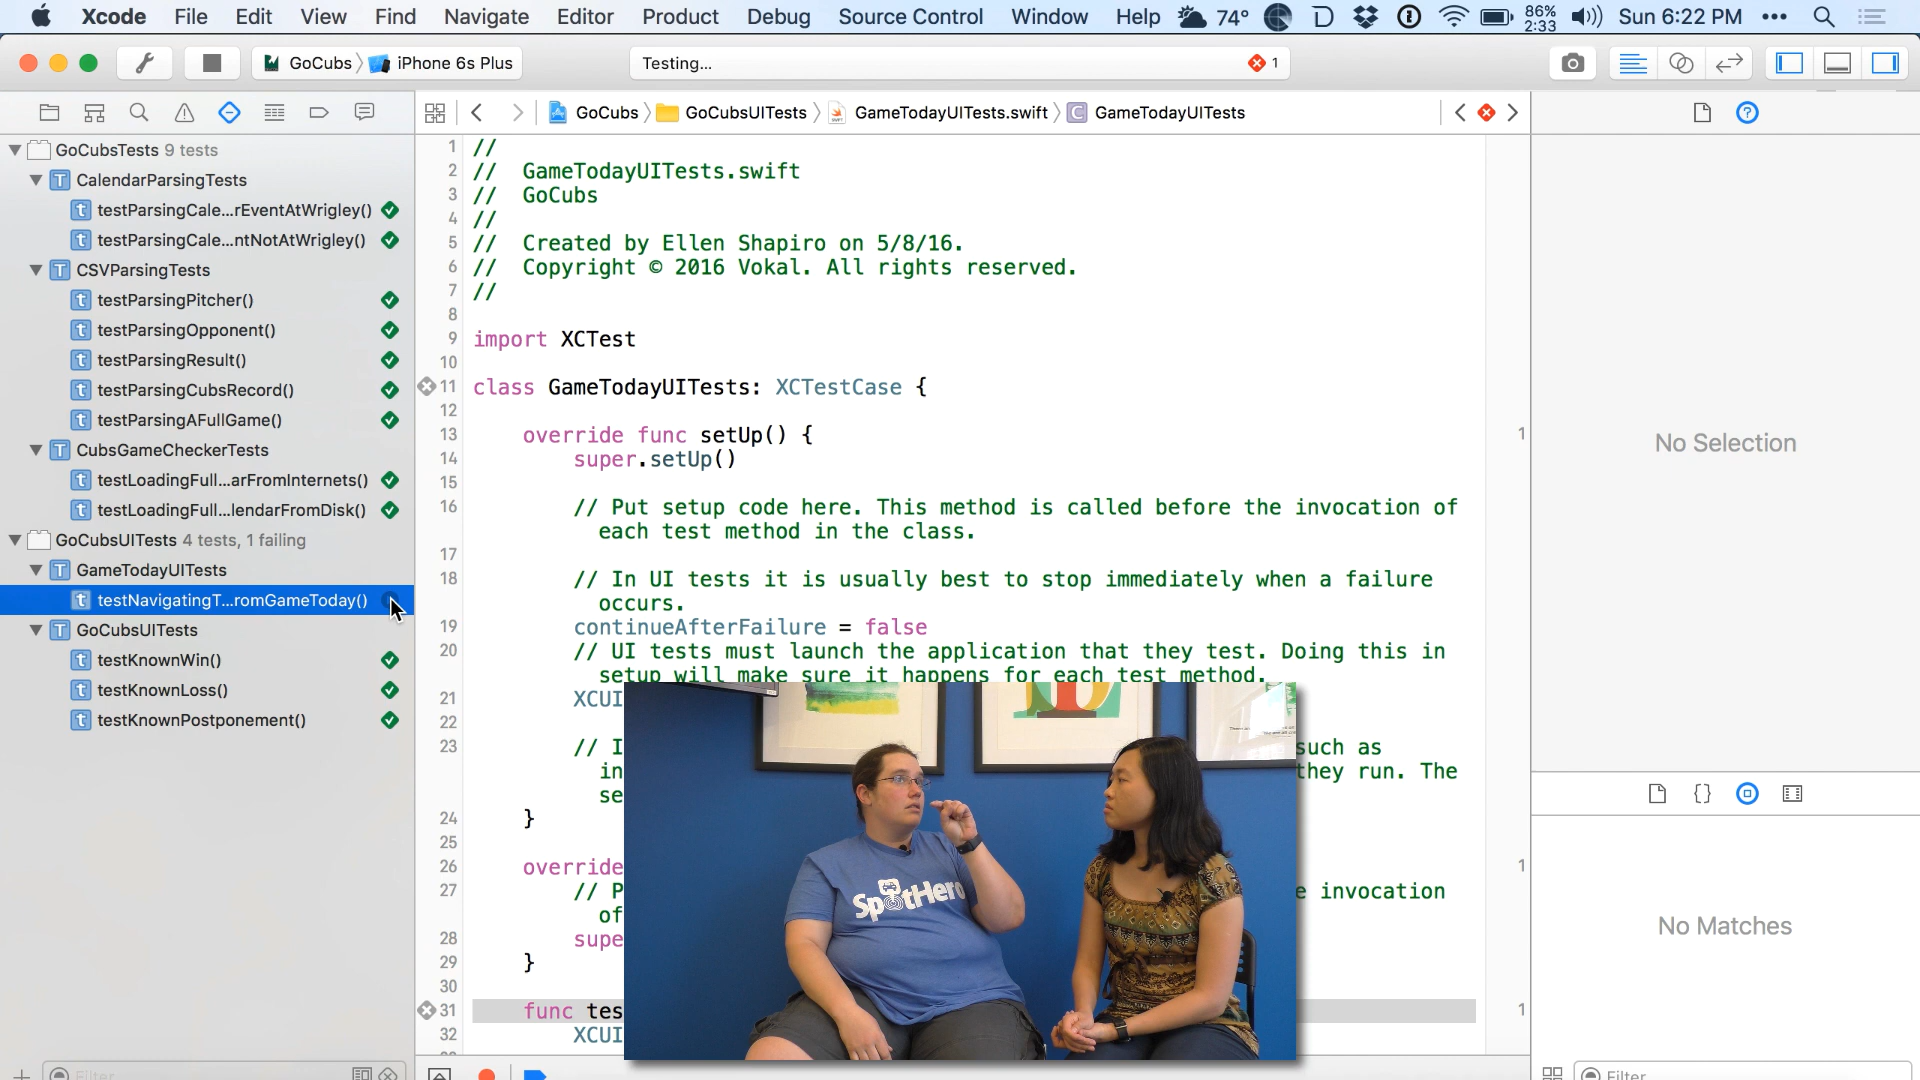 Xcode File Edit View Find Navigate Editor Product Debug Source Control Window Help 74° 86% 2:33 Sun 6:22 PM
GoCubs iPhone 6s Plus Testing... 1
GoCubs GoCubsUITests GameTodayUITests.swift C GameTodayUITests
GoCubsTests 9 tests
CalendarParsingTests
testParsingCale...rEventAtWrigley()
testParsingCale...ntNotAtWrigley()
CSVParsingTests
testParsingPitcher()
testParsingOpponent()
testParsingResult()
testParsingCubsRecord()
testParsingAFullGame()
CubsGameCheckerTests
testLoadingFull...arFromInternets()
testLoadingFull...lendarFromDisk()
GoCubsUITests 4 tests, 1 failing
GameTodayUITests
testNavigatingT...romGameToday()
GoCubsUITests
testKnownWin()
testKnownLoss()
testKnownPostponement()
Filter
1 //
2 // GameTodayUITests.swift
3 // GoCubs
4 //
5 // Created by Ellen Shapiro on 5/8/16.
6 // Copyright © 2016 Vokal. All rights reserved.
7 //
8
9 import XCTest
10
11 class GameTodayUITests: XCTestCase {
12
13 override func setUp() { 1
14 super.setUp()
15
16 // Put setup code here. This method is called before the invocation of
each test method in the class.
17
18 // In UI tests it is usually best to stop immediately when a failure
occurs.
19 continueAfterFailure = false
20 // UI tests must launch the application that they test. Doing this in
setup will make sure it happens for each test method.
21 XCUI
22
23 // I such as
in they run. The
se
24 }
25
26 override 1
27 // P e invocation
of
28 supe
29 }
30
31 func tes 1
32 XCUI
SpotHero
No Selection
No Matches
Filter